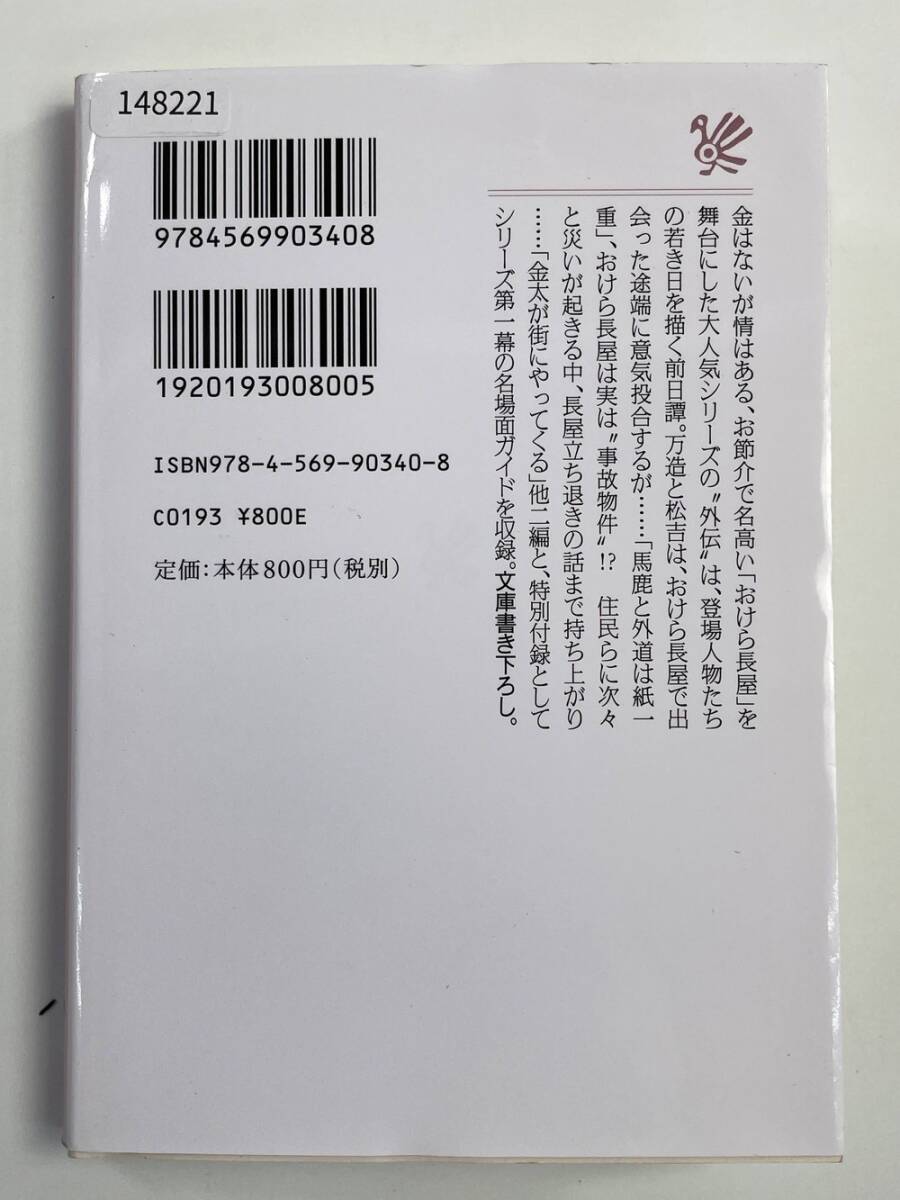 148221
9784569903408
1920193008005
ISBN978-4-569-90340-8
C0193 ¥800E
定価：本体800円（税別）
金はないが情はある、お節介で名高い「おけら長屋」を
舞台にした大人気シリーズの〝外伝〟は、登場人物たち
の若き日を描く前日譚。万造と松吉は、おけら長屋で出
会った途端に意気投合するが……「馬鹿と外道は紙一
重」、おけら長屋は実は〝事故物件〟!?　住民らに次々
と災いが起きる中、長屋立ち退きの話まで持ち上がり
……「金太が街にやってくる」他二編と、特別付録として
シリーズ第一幕の名場面ガイドを収録。文庫書き下ろし。